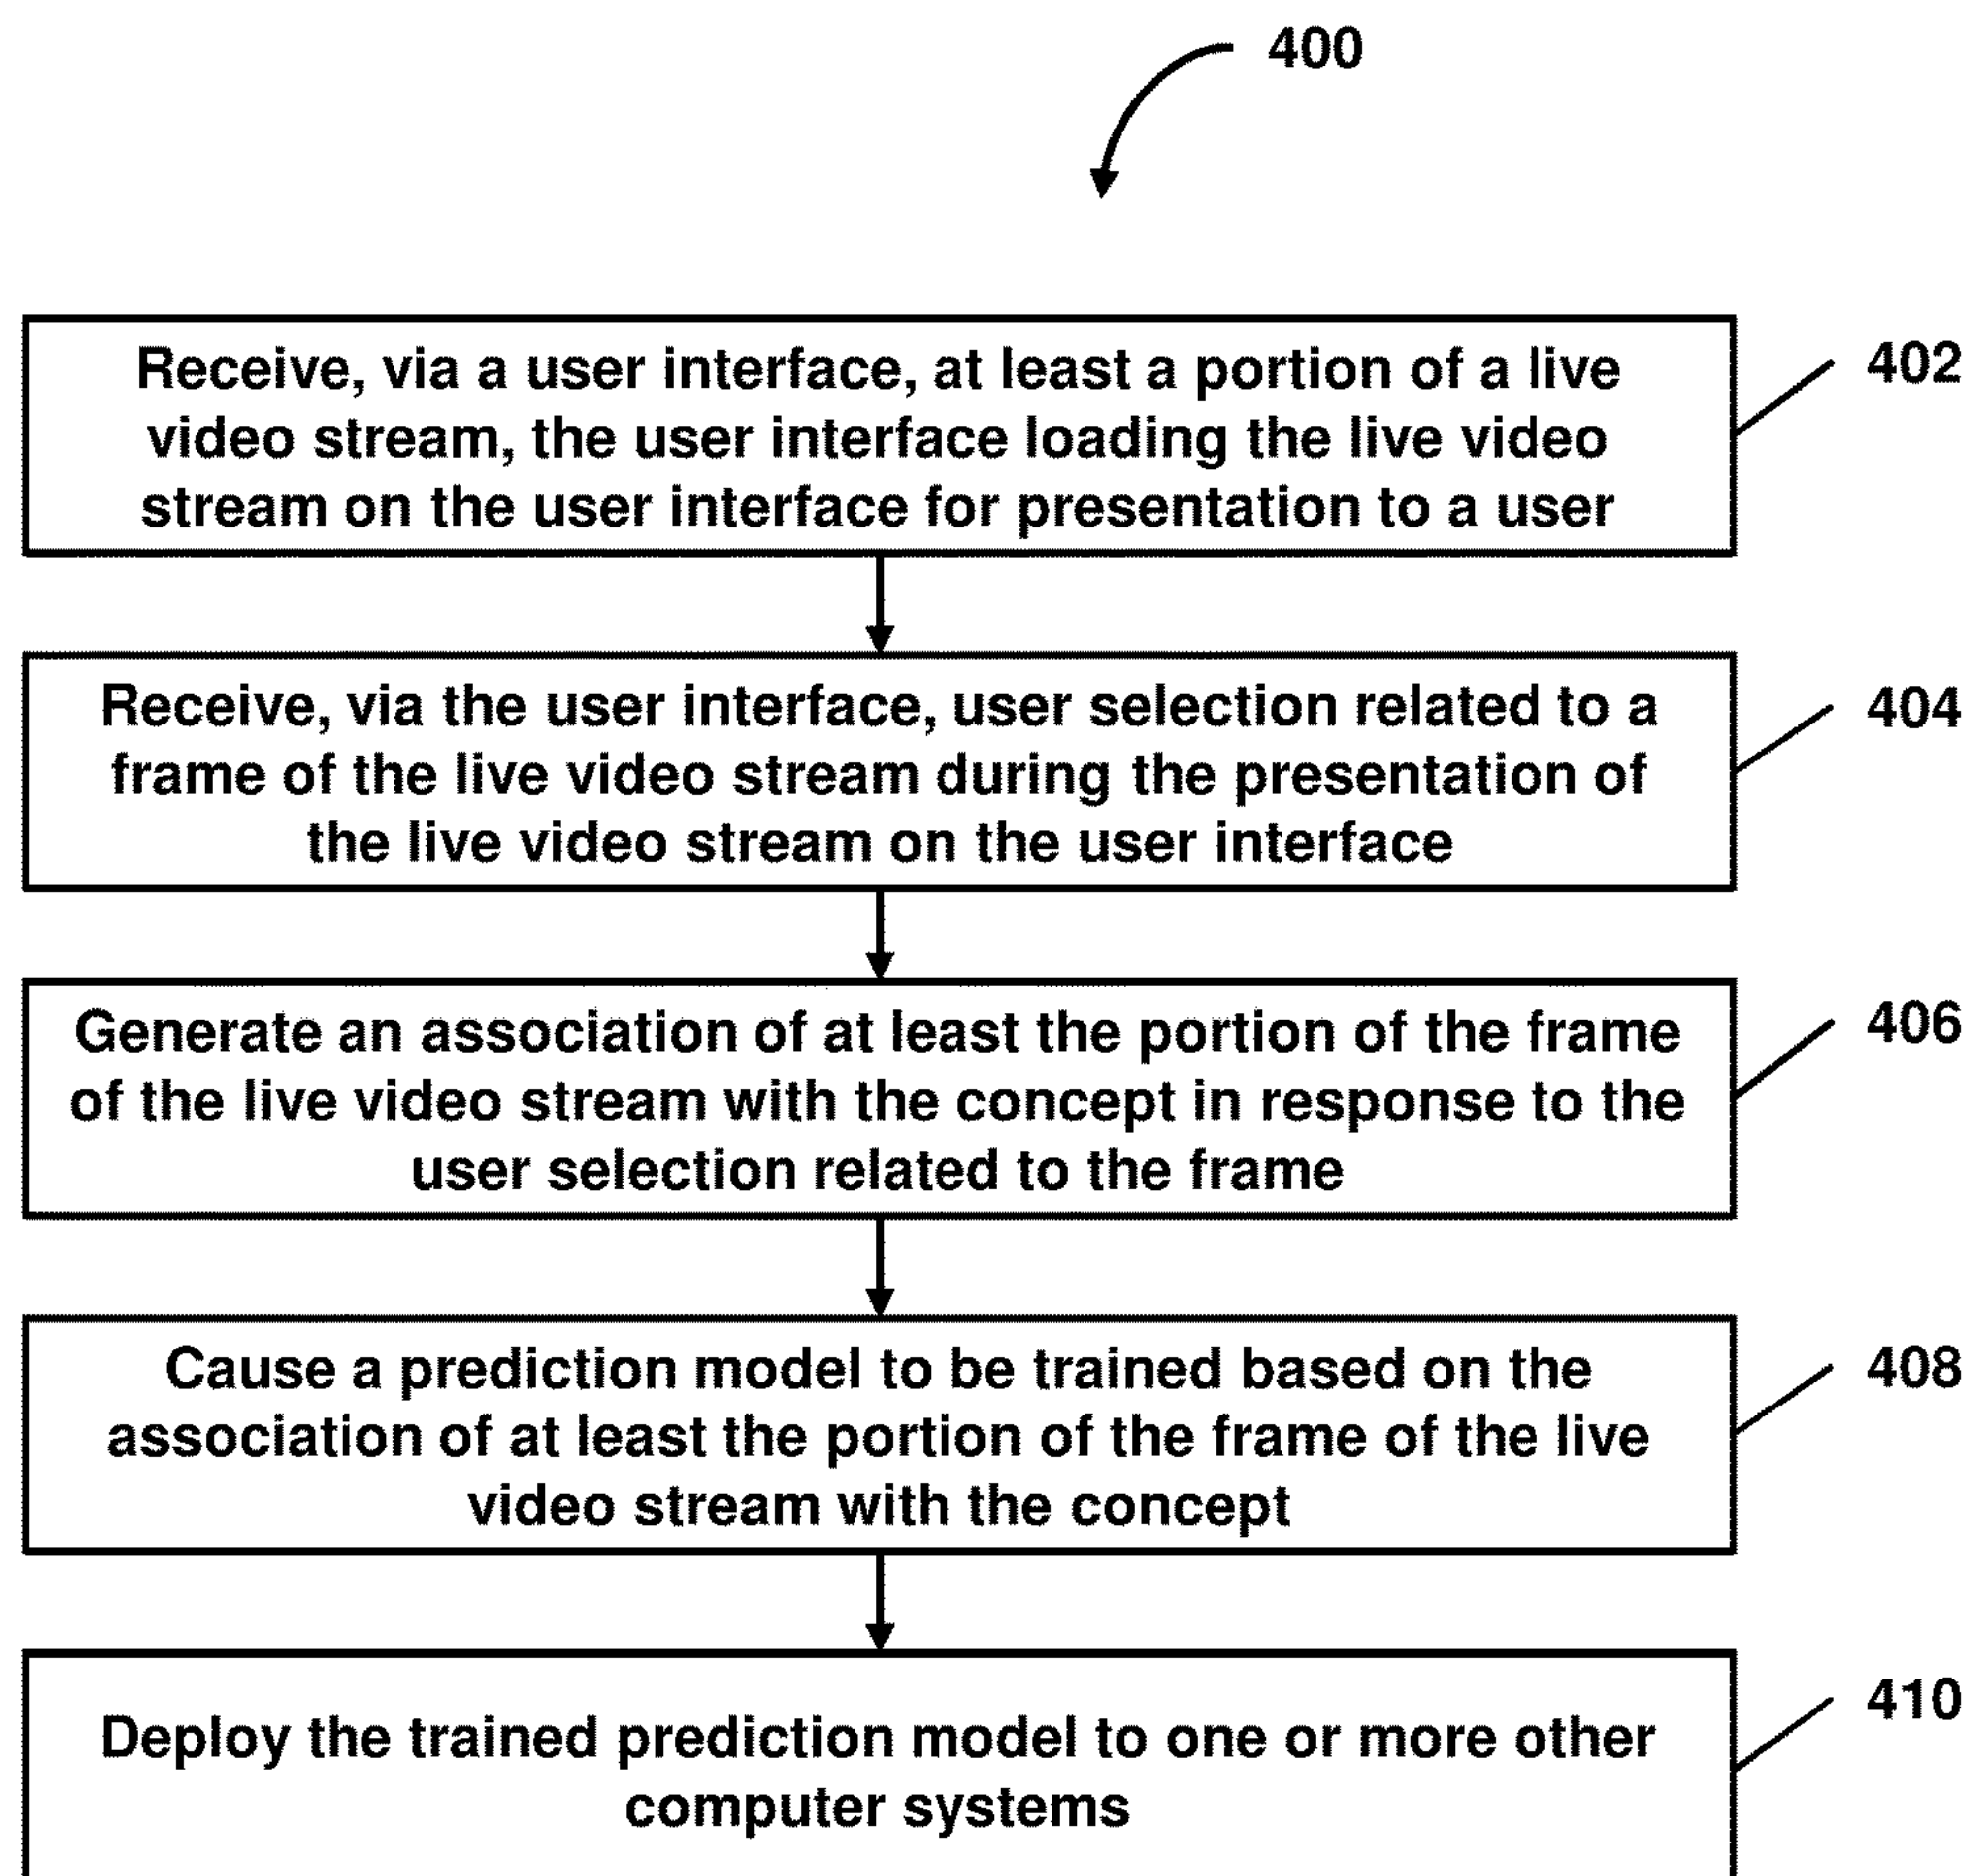 400
Receive, via a user interface, at least a portion of a live
video stream, the user interface loading the live video
stream on the user interface for presentation to a user
402
Receive, via the user interface, user selection related to a
frame of the live video stream during the presentation of
the live video stream on the user interface
404
Generate an association of at least the portion of the frame
of the live video stream with the concept in response to the
user selection related to the frame
406
Cause a prediction model to be trained based on the
association of at least the portion of the frame of the live
video stream with the concept
408
Deploy the trained prediction model to one or more other
computer systems
410